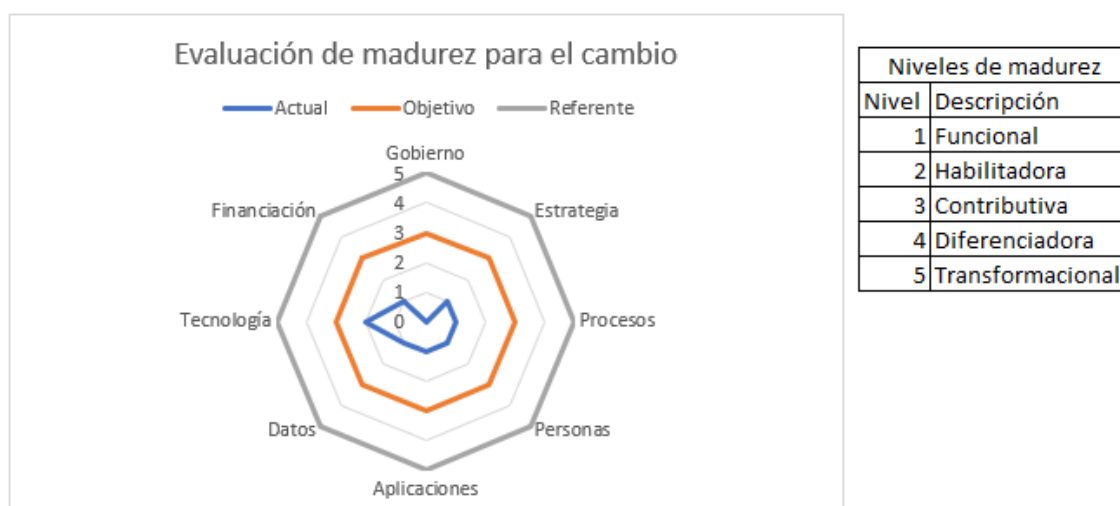 Evaluación de madurez para el cambio
Actual Objetivo Referente
Gobierno
5
4
3
2
1
0
Estrategia
Procesos
Personas
Aplicaciones
Datos
Tecnología
Financiación
Niveles de madurez
Nivel Descripción
1 Funcional
2 Habilitadora
3 Contributiva
4 Diferenciadora
5 Transformacional